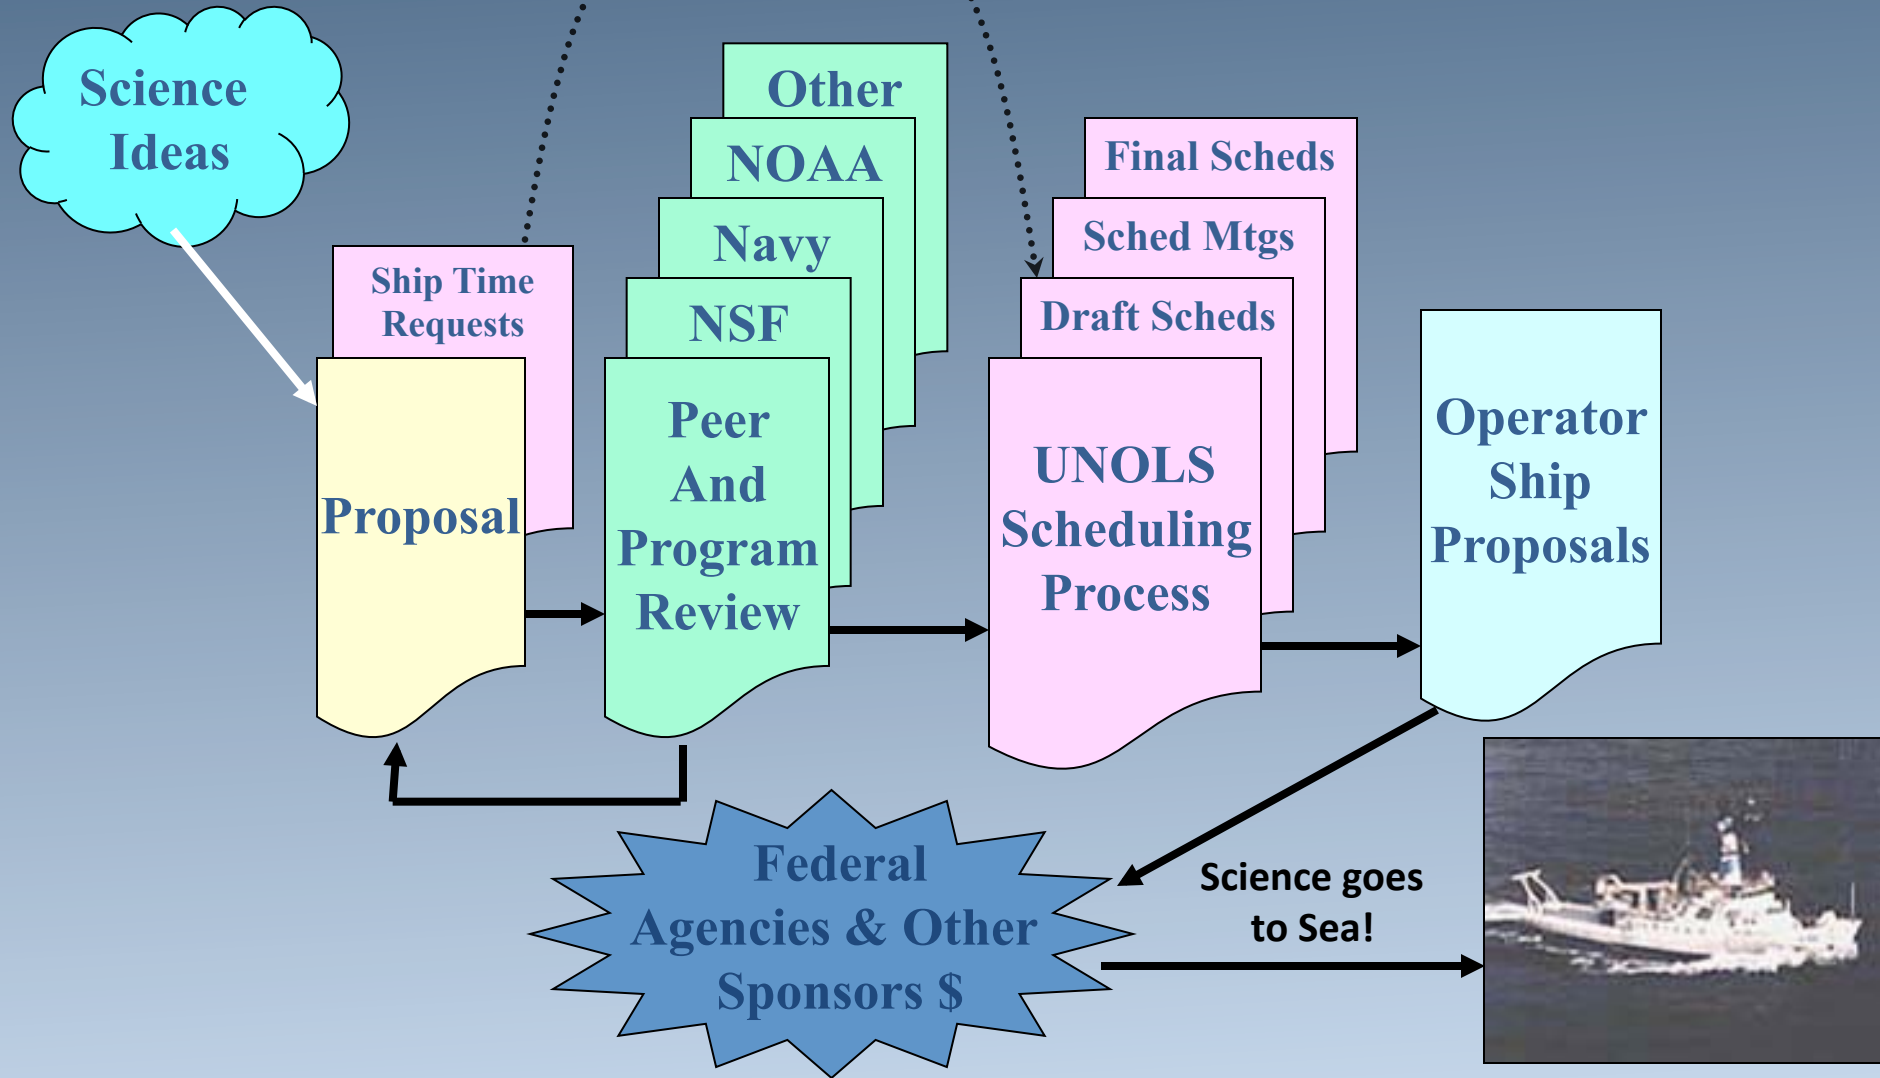 Science
Ideas
Ship Time
Requests
Proposal
Other
NOAA
Navy
NSF
Peer
And
Program
Review
Final Scheds
Sched Mtgs
Draft Scheds
UNOLS
Scheduling
Process
Operator
Ship
Proposals
Federal
Agencies & Other
Sponsors $
Science goes
to Sea!